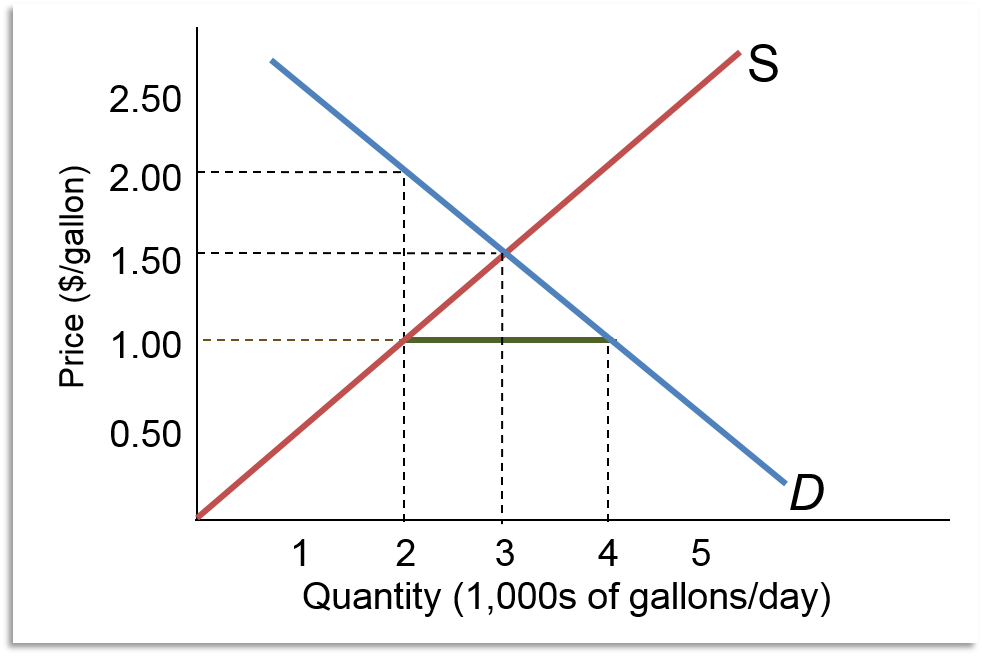 S
2.50
2.00
1.50
1.00
0.50
Price ($/gallon)
D
1 2 3 4 5
Quantity (1,000s of gallons/day)